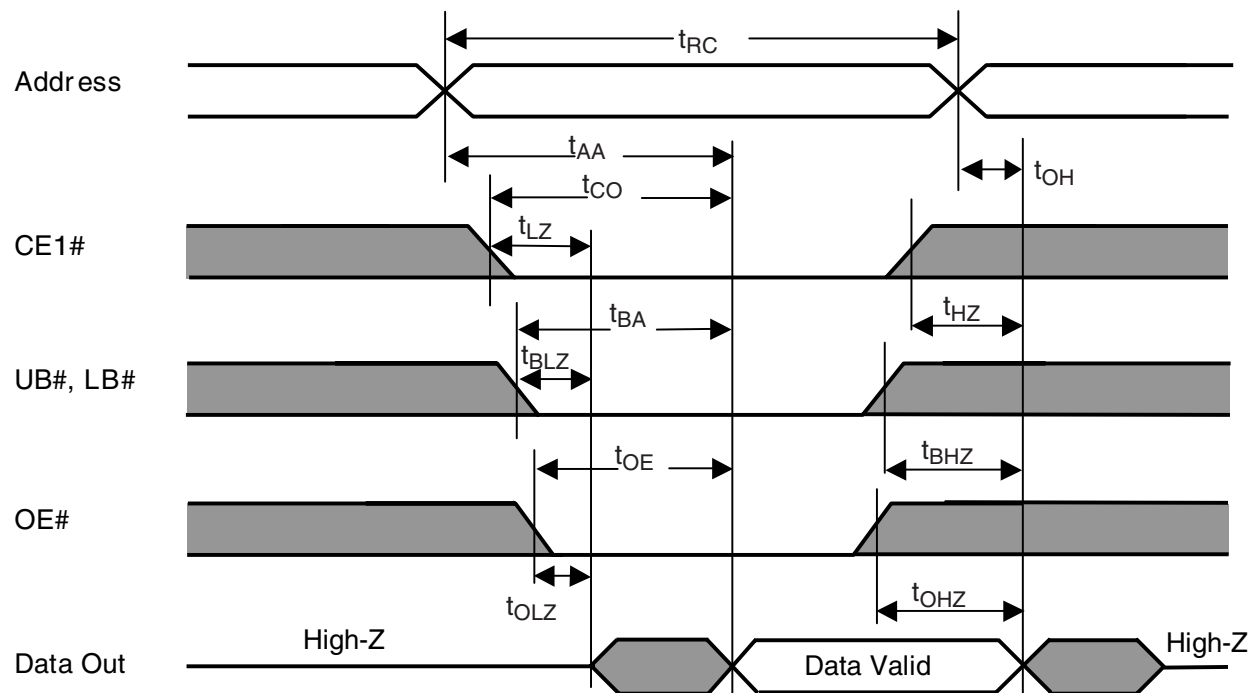 tRC
Address
tAA
tOH
tCO
tLZ
CE1#
tHZ
tBA
tBLZ
UB#, LB#
tOE
tBHZ
OE#
tOLZ
tOHZ
High-Z
High-Z
Data Out
Data Valid